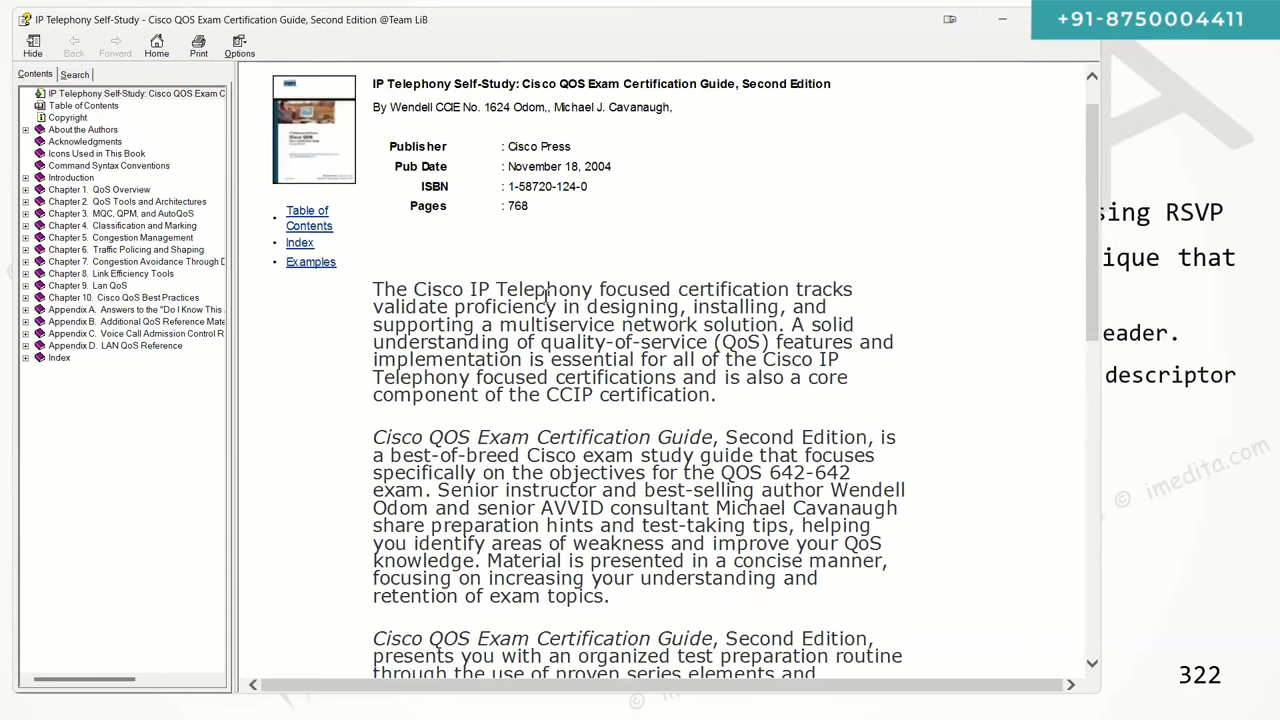 IP Telephony Self-Study - Cisco QOS Exam Certification Guide, Second Edition @Team LiB
+91-8750004411
Hide Back Forward Home Print Options
Contents Search
IP Telephony Self-Study: Cisco QOS Exam C
Table of Contents
Copyright
About the Authors
Acknowledgments
Icons Used in This Book
Command Syntax Conventions
Introduction
Chapter 1. QoS Overview
Chapter 2. QoS Tools and Architectures
Chapter 3. MQC, QPM, and AutoQoS
Chapter 4. Classification and Marking
Chapter 5. Congestion Management
Chapter 6. Traffic Policing and Shaping
Chapter 7. Congestion Avoidance Through D
Chapter 8. Link Efficiency Tools
Chapter 9. Lan QoS
Chapter 10. Cisco QoS Best Practices
Appendix A. Answers to the "Do I Know This
Appendix B. Additional QoS Reference Mate
Appendix C. Voice Call Admission Control R
Appendix D. LAN QoS Reference
Index
IP Telephony Self-Study: Cisco QOS Exam Certification Guide, Second Edition
By Wendell CCIE No. 1624 Odom,, Michael J. Cavanaugh,
Publisher : Cisco Press
Pub Date : November 18, 2004
ISBN : 1-58720-124-0
Pages : 768
• Table of
Contents
• Index
• Examples
The Cisco IP Telephony focused certification tracks
validate proficiency in designing, installing, and
supporting a multiservice network solution. A solid
understanding of quality-of-service (QoS) features and
implementation is essential for all of the Cisco IP
Telephony focused certifications and is also a core
component of the CCIP certification.
Cisco QOS Exam Certification Guide, Second Edition, is
a best-of-breed Cisco exam study guide that focuses
specifically on the objectives for the QOS 642-642
exam. Senior instructor and best-selling author Wendell
Odom and senior AVVID consultant Michael Cavanaugh
share preparation hints and test-taking tips, helping
you identify areas of weakness and improve your QoS
knowledge. Material is presented in a concise manner,
focusing on increasing your understanding and
retention of exam topics.
Cisco QOS Exam Certification Guide, Second Edition,
presents you with an organized test preparation routine
through the use of proven series elements and
sing RSVP
ique that
eader.
descriptor
© imedita.com
322